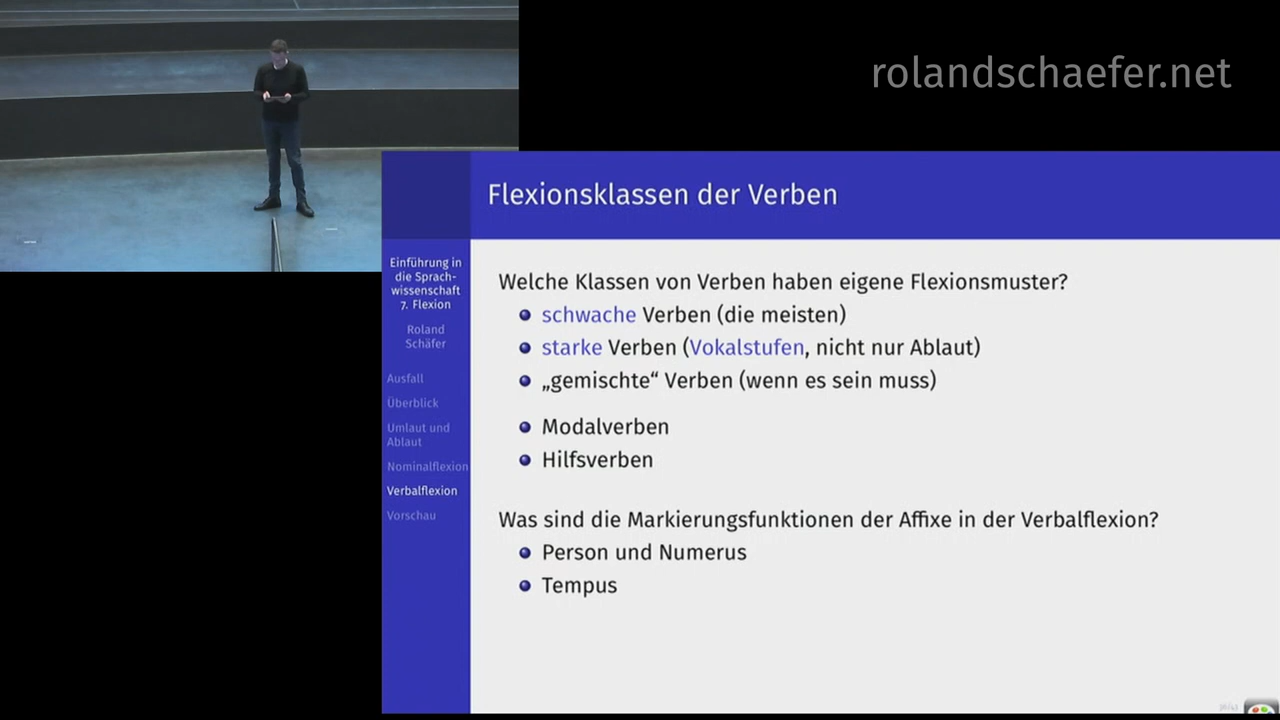 rolandschaefer.net
Flexionsklassen der Verben
Einführung in
die Sprach-
wissenschaft
7. Flexion
Roland
Schäfer
Ausfall
Überblick
Umlaut und
Ablaut
Nominalflexion
Verbalflexion
Vorschau
Welche Klassen von Verben haben eigene Flexionsmuster?
schwache Verben (die meisten)
starke Verben (Vokalstufen, nicht nur Ablaut)
„gemischte“ Verben (wenn es sein muss)
Modalverben
Hilfsverben
Was sind die Markierungsfunktionen der Affixe in der Verbalflexion?
Person und Numerus
Tempus